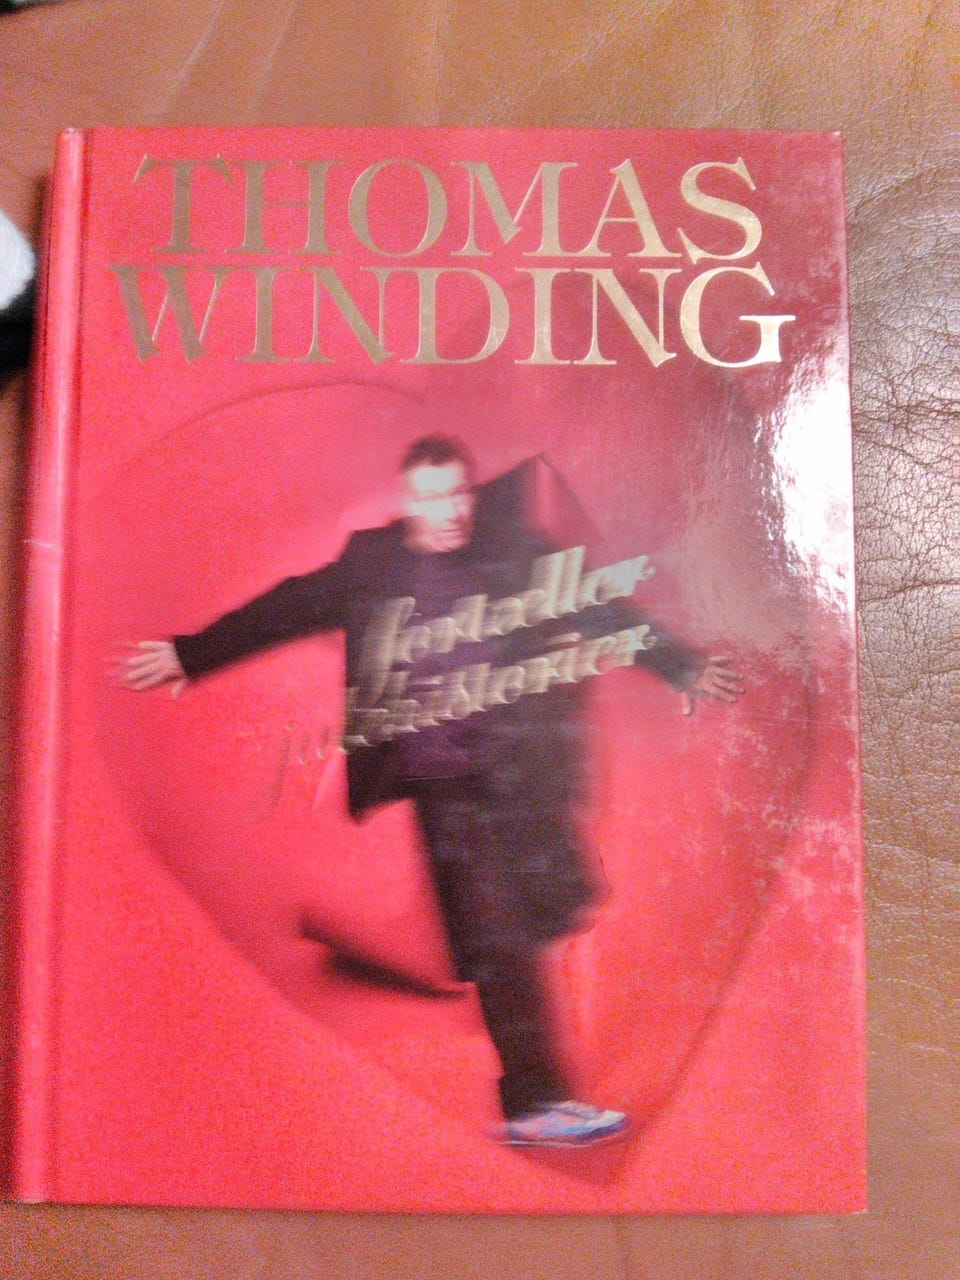 THOMAS
WINDING
fortæller
julehistorier